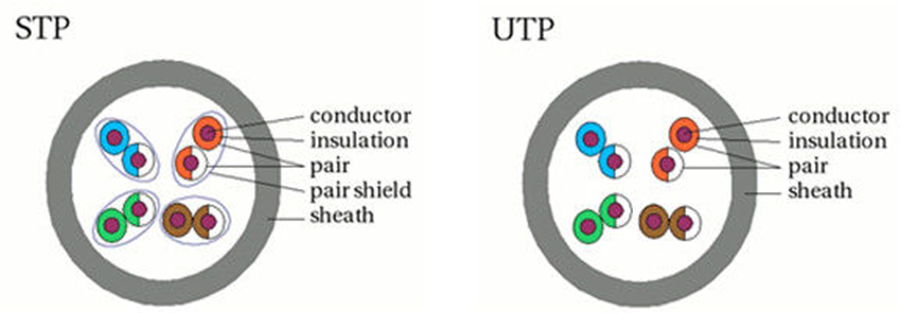 STP
conductor
insulation
pair
pair shield
sheath
UTP
conductor
insulation
pair
sheath